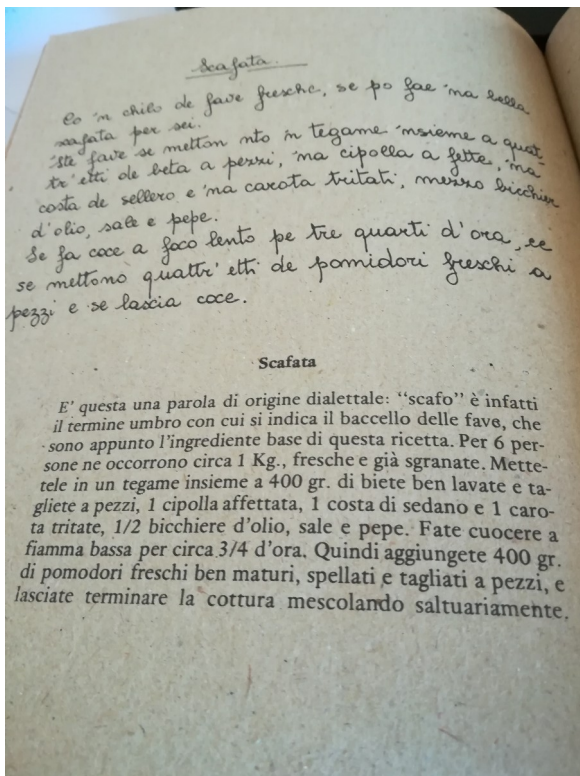 Scafata
Co 'n chilo de fave fresche, se po fae 'na bella
scafata per sei.
'Ste fave se metton nto 'n tegame 'nsieme a quat
tr'etti de beta a pezzi, 'na cipolla a fette, 'na
costa de sellero e 'na carota tritati, mezzo bicchier
d'olio, sale e pepe.
Se fa coce a foco lento pe tre quarti d'ora, ce
se mettono quattr'etti de pomidori freschi a
pezzi e se lascia coce.
Scafata
E' questa una parola di origine dialettale: "scafo" è infatti
il termine umbro con cui si indica il baccello delle fave, che
sono appunto l'ingrediente base di questa ricetta. Per 6 per-
sone ne occorrono circa 1 Kg., fresche e già sgranate. Mette-
tele in un tegame insieme a 400 gr. di biete ben lavate e ta-
gliete a pezzi, 1 cipolla affettata, 1 costa di sedano e 1 caro-
ta tritate, 1/2 bicchiere d'olio, sale e pepe. Fate cuocere a
fiamma bassa per circa 3/4 d'ora. Quindi aggiungete 400 gr.
di pomodori freschi ben maturi, spellati e tagliati a pezzi, e
lasciate terminare la cottura mescolando saltuariamente.